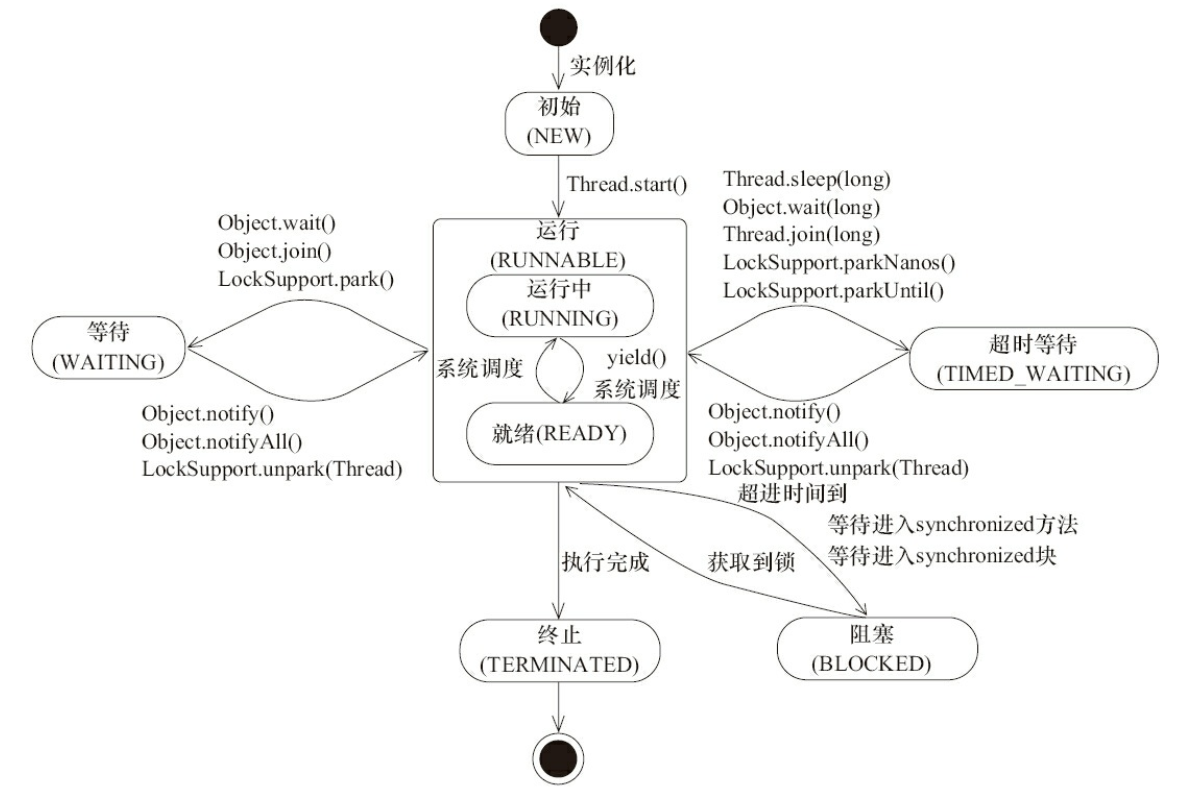 实例化
初始
(NEW)
Thread.start()
Thread.sleep(long)
Object.wait(long)
Thread.join(long)
LockSupport.parkNanos()
LockSupport.parkUntil()
Object.wait()
Object.join()
LockSupport.park()
运行
(RUNNABLE)
运行中
(RUNNING)
等待
(WAITING)
超时等待
(TIMED_WAITING)
系统调度
yield()
系统调度
就绪(READY)
Object.notify()
Object.notifyAll()
LockSupport.unpark(Thread)
Object.notify()
Object.notifyAll()
LockSupport.unpark(Thread)
超进时间到
等待进入synchronized方法
等待进入synchronized块
执行完成
获取到锁
终止
(TERMINATED)
阻塞
(BLOCKED)